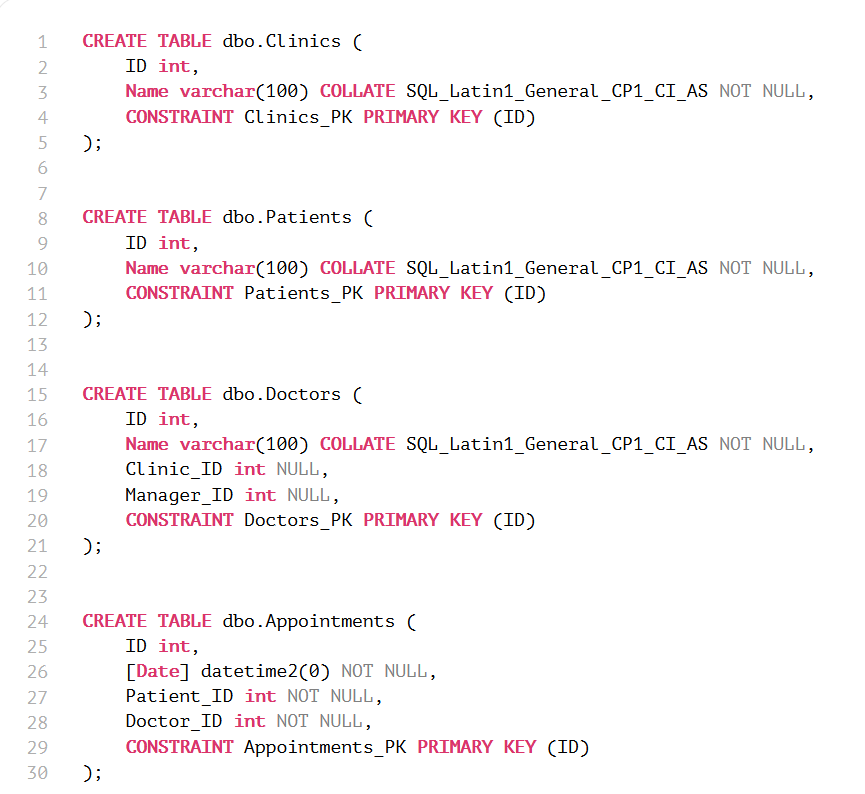 1 CREATE TABLE dbo.Clinics (
2 ID int,
3 Name varchar(100) COLLATE SQL_Latin1_General_CP1_CI_AS NOT NULL,
4 CONSTRAINT Clinics_PK PRIMARY KEY (ID)
5 );
6
7
8 CREATE TABLE dbo.Patients (
9 ID int,
10 Name varchar(100) COLLATE SQL_Latin1_General_CP1_CI_AS NOT NULL,
11 CONSTRAINT Patients_PK PRIMARY KEY (ID)
12 );
13
14
15 CREATE TABLE dbo.Doctors (
16 ID int,
17 Name varchar(100) COLLATE SQL_Latin1_General_CP1_CI_AS NOT NULL,
18 Clinic_ID int NULL,
19 Manager_ID int NULL,
20 CONSTRAINT Doctors_PK PRIMARY KEY (ID)
21 );
22
23
24 CREATE TABLE dbo.Appointments (
25 ID int,
26 [Date] datetime2(0) NOT NULL,
27 Patient_ID int NOT NULL,
28 Doctor_ID int NOT NULL,
29 CONSTRAINT Appointments_PK PRIMARY KEY (ID)
30 );